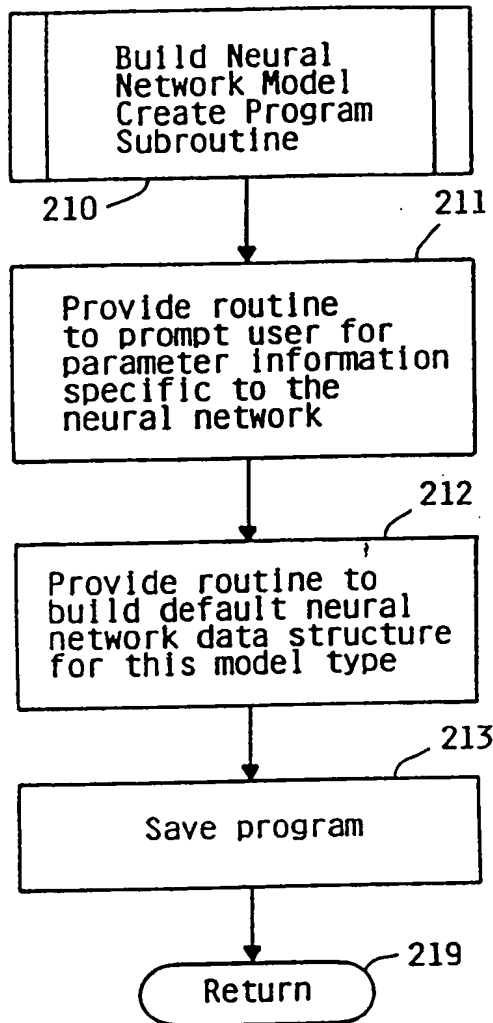 Build Neural
Network Model
Create Program
Subroutine
210
211
Provide routine
to prompt user for
parameter information
specific to the
neural network
212
Provide routine to
build default neural
network data structure
for this model type
213
Save program
219
Return